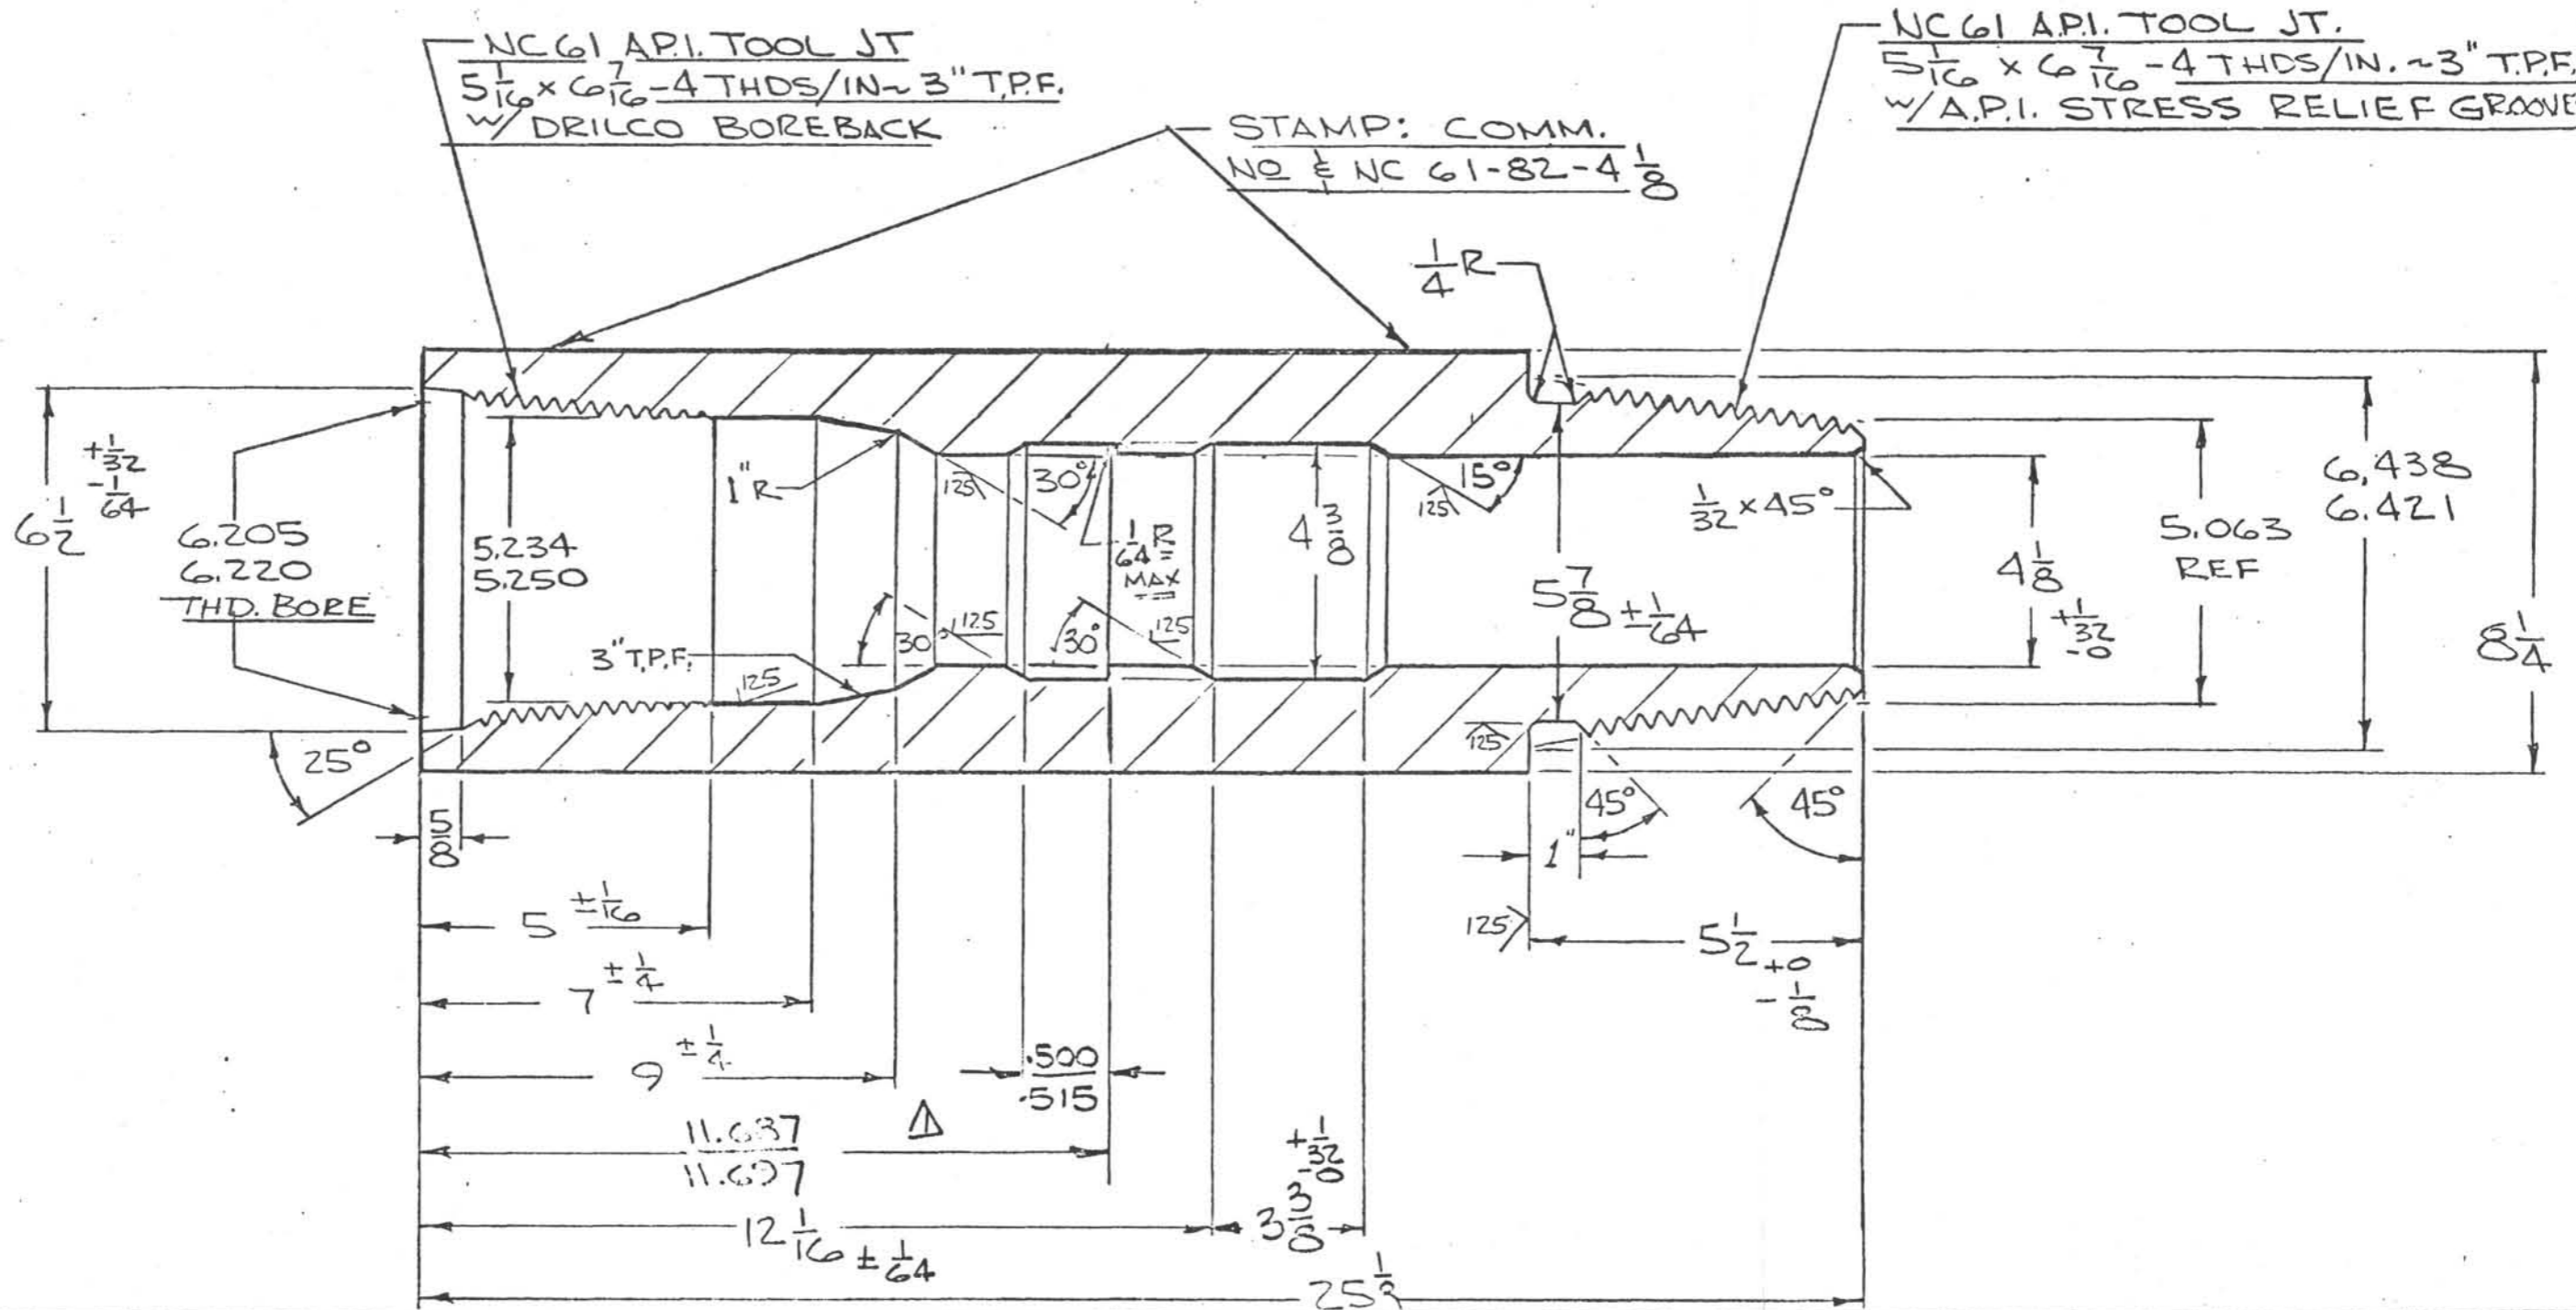 NC61 A.P.I. TOOL JT
5 1/16 x 6 7/16 - 4 THDS/IN ~ 3" T.P.F.
W/ DRILCO BOREBACK
STAMP: COMM.
NO & NC 61-82-4 1/8
NC61 A.P.I. TOOL JT.
5 1/16 x 6 7/16 - 4 THDS/IN. ~ 3" T.P.F.
W/ A.P.I. STRESS RELIEF GROOVE
1/4 R
6 1/2 +1/32 -1/64
6.205
6.220
THD. BORE
5.234
5.250
1" R
3" T.P.F.
125
125
30°
1/64 R
MAX
30
125
30°
125
4 3/8
125
15°
1/32 x 45°
5 7/8 ± 1/64
4 1/8 +1/32 -0
5.063
REF
6.438
6.421
8 1/4
25°
5/8
125
45°
45°
1"
125
5 1/2 +0 -1/8
5 ± 1/16
7 ± 1/4
9 ± 1/4
.500
.515
1
11.687
11.697
12 1/16 ± 1/64
3 3/8 +1/32 -0
25